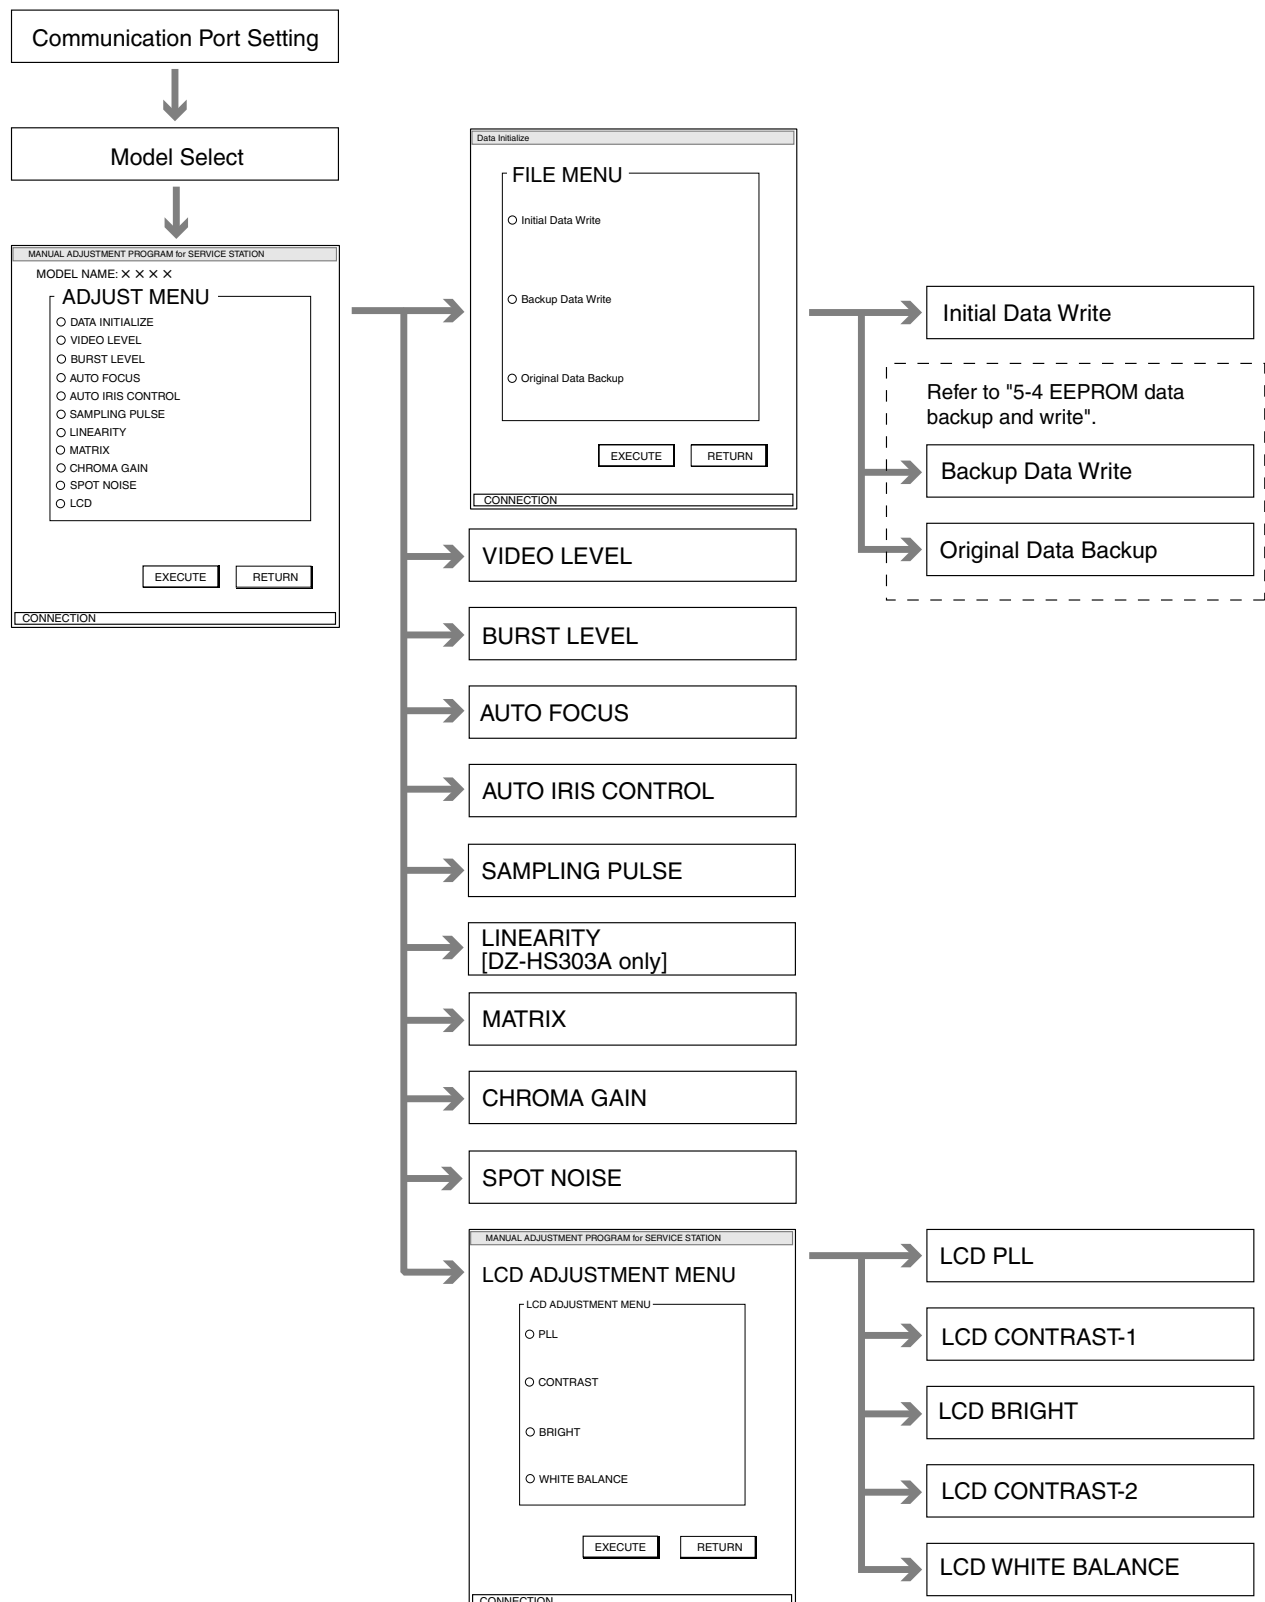 Communication Port Setting
Model Select
MANUAL ADJUSTMENT PROGRAM for SERVICE STATION
MODEL NAME: × × × ×
ADJUST MENU
DATA INITIALIZE
VIDEO LEVEL
BURST LEVEL
AUTO FOCUS
AUTO IRIS CONTROL
SAMPLING PULSE
LINEARITY
MATRIX
CHROMA GAIN
SPOT NOISE
LCD
EXECUTE
RETURN
CONNECTION
Data Initialize
FILE MENU
Initial Data Write
Backup Data Write
Original Data Backup
EXECUTE
RETURN
CONNECTION
Initial Data Write
Refer to "5-4 EEPROM data
backup and write".
Backup Data Write
Original Data Backup
VIDEO LEVEL
BURST LEVEL
AUTO FOCUS
AUTO IRIS CONTROL
SAMPLING PULSE
LINEARITY
[DZ-HS303A only]
MATRIX
CHROMA GAIN
SPOT NOISE
MANUAL ADJUSTMENT PROGRAM for SERVICE STATION
LCD ADJUSTMENT MENU
LCD ADJUSTMENT MENU
PLL
CONTRAST
BRIGHT
WHITE BALANCE
EXECUTE
RETURN
CONNECTION
LCD PLL
LCD CONTRAST-1
LCD BRIGHT
LCD CONTRAST-2
LCD WHITE BALANCE